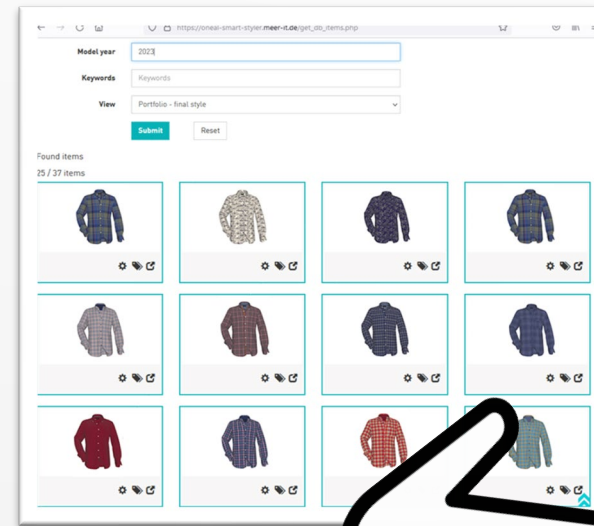 https://oneal-smart-styler.meer-it.de/get_db_items.php
Model year 2023
Keywords Keywords
View Portfolio - final style
Submit Reset
Found items
25 / 37 items